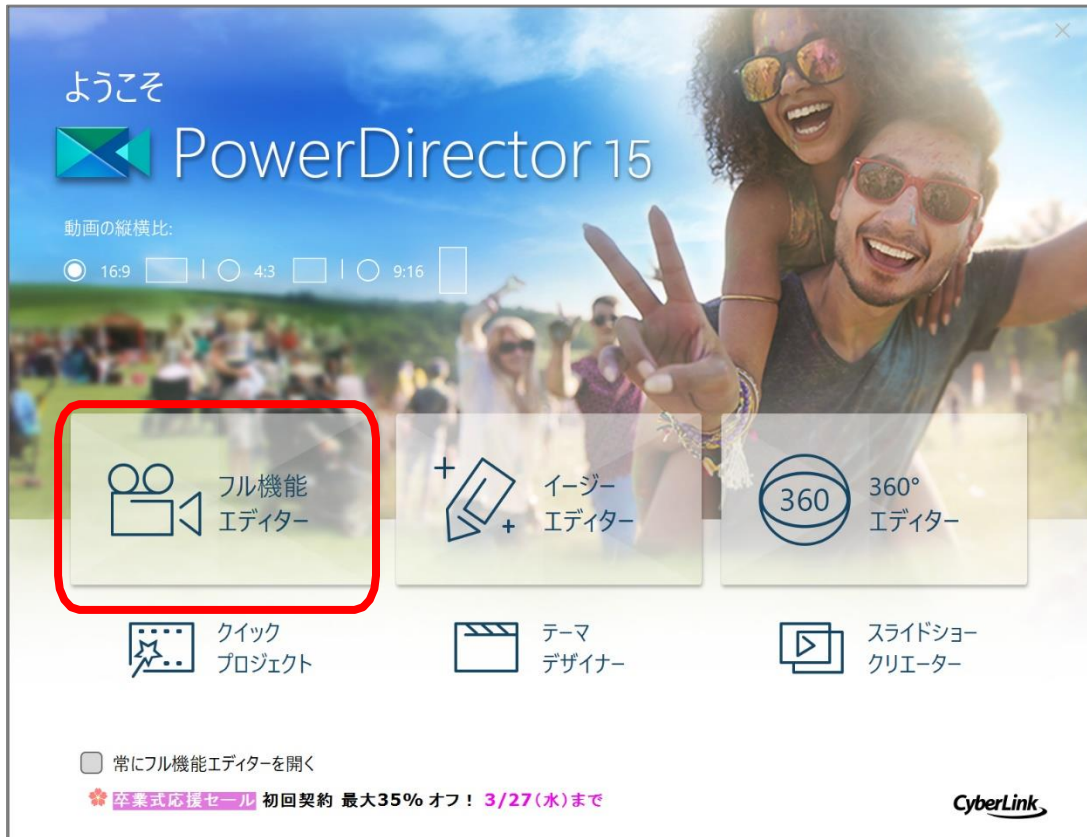 ようこそ
PowerDirector 15
動画の縦横比:
16:9 | 4:3 | 9:16
フル機能
エディター
イージー
エディター
360
360°
エディター
クイック
プロジェクト
テーマ
デザイナー
スライドショー
クリエーター
常にフル機能エディターを開く
卒業式応援セール 初回契約 最大35% オフ! 3/27(水)まで
CyberLink